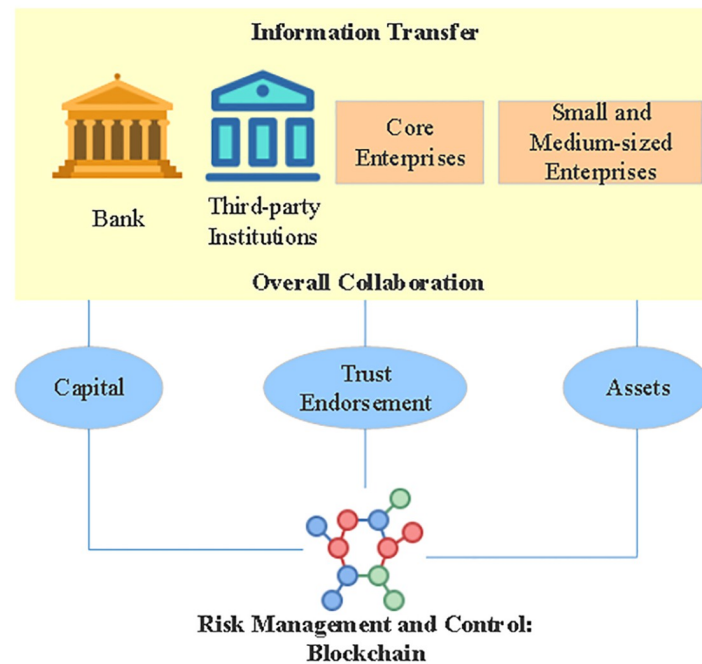 Information Transfer
Bank
Third-party
Institutions
Core
Enterprises
Small and
Medium-sized
Enterprises
Overall Collaboration
Capital
Trust
Endorsement
Assets
Risk Management and Control:
Blockchain